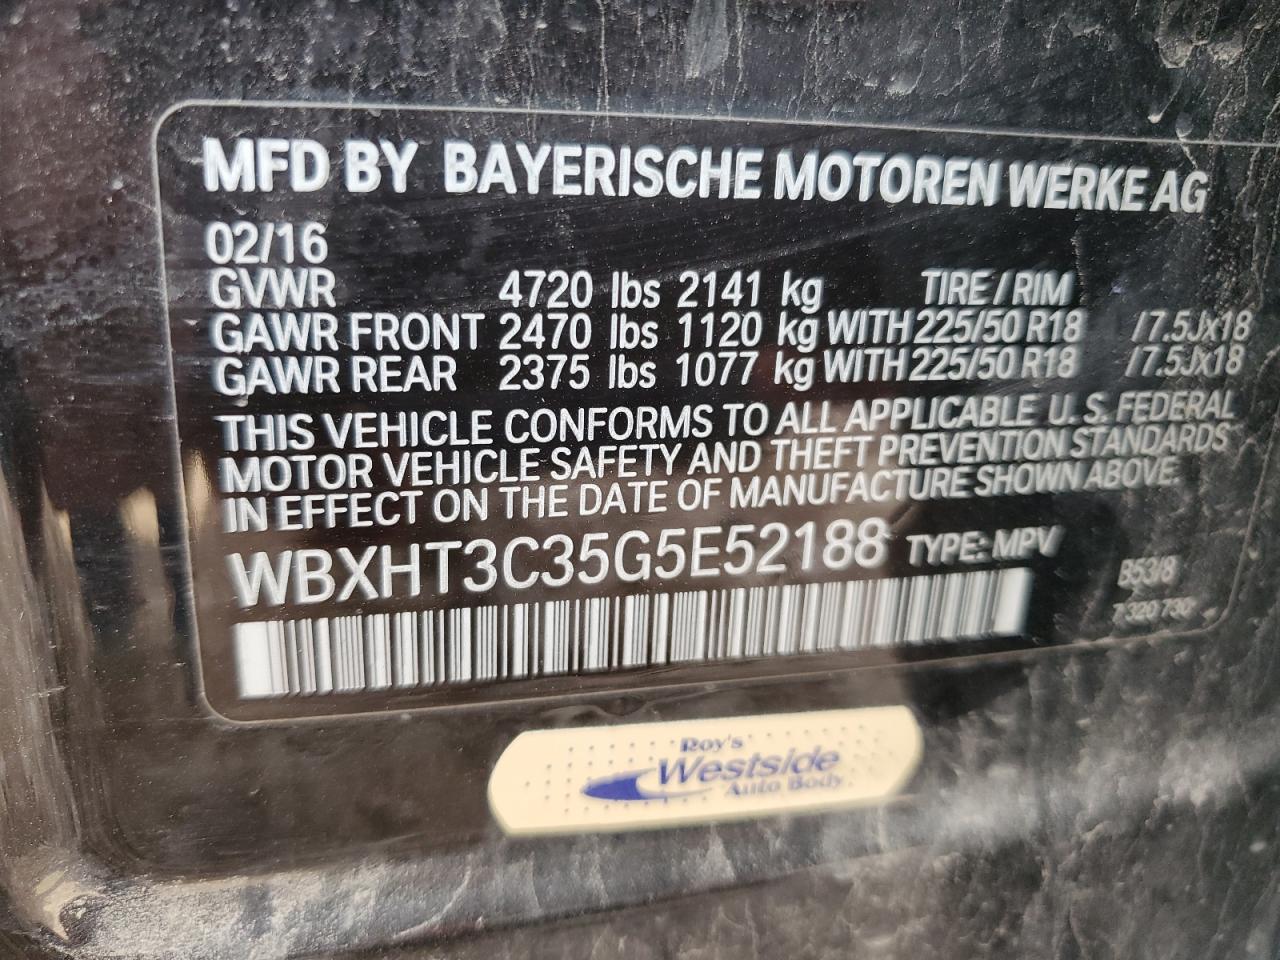 MFD BY BAYERISCHE MOTOREN WERKE AG
02/16
GVWR 4720 lbs 2141 kg TIRE / RIM
GAWR FRONT 2470 lbs 1120 kg WITH 225/50 R18 / 7.5Jx18
GAWR REAR 2375 lbs 1077 kg WITH 225/50 R18 / 7.5Jx18
THIS VEHICLE CONFORMS TO ALL APPLICABLE U. S. FEDERAL
MOTOR VEHICLE SAFETY AND THEFT PREVENTION STANDARDS
IN EFFECT ON THE DATE OF MANUFACTURE SHOWN ABOVE.
WBXHT3C35G5E52188 TYPE: MPV
B53/8
7 320 730
Roy's
Westside
Auto Body